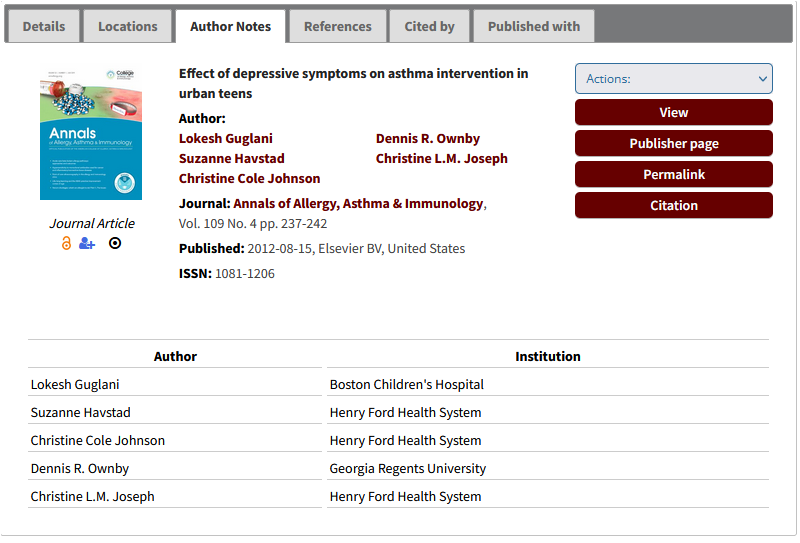 Details Locations Author Notes References Cited by Published with
College
Annals
of Allergy, Asthma & Immunology
Journal Article
Effect of depressive symptoms on asthma intervention in
urban teens
Author:
Lokesh Guglani Dennis R. Ownby
Suzanne Havstad Christine L.M. Joseph
Christine Cole Johnson
Journal: Annals of Allergy, Asthma & Immunology,
Vol. 109 No. 4 pp. 237-242
Published: 2012-08-15, Elsevier BV, United States
ISSN: 1081-1206
Actions:
View
Publisher page
Permalink
Citation
Author Institution
Lokesh Guglani Boston Children's Hospital
Suzanne Havstad Henry Ford Health System
Christine Cole Johnson Henry Ford Health System
Dennis R. Ownby Georgia Regents University
Christine L.M. Joseph Henry Ford Health System